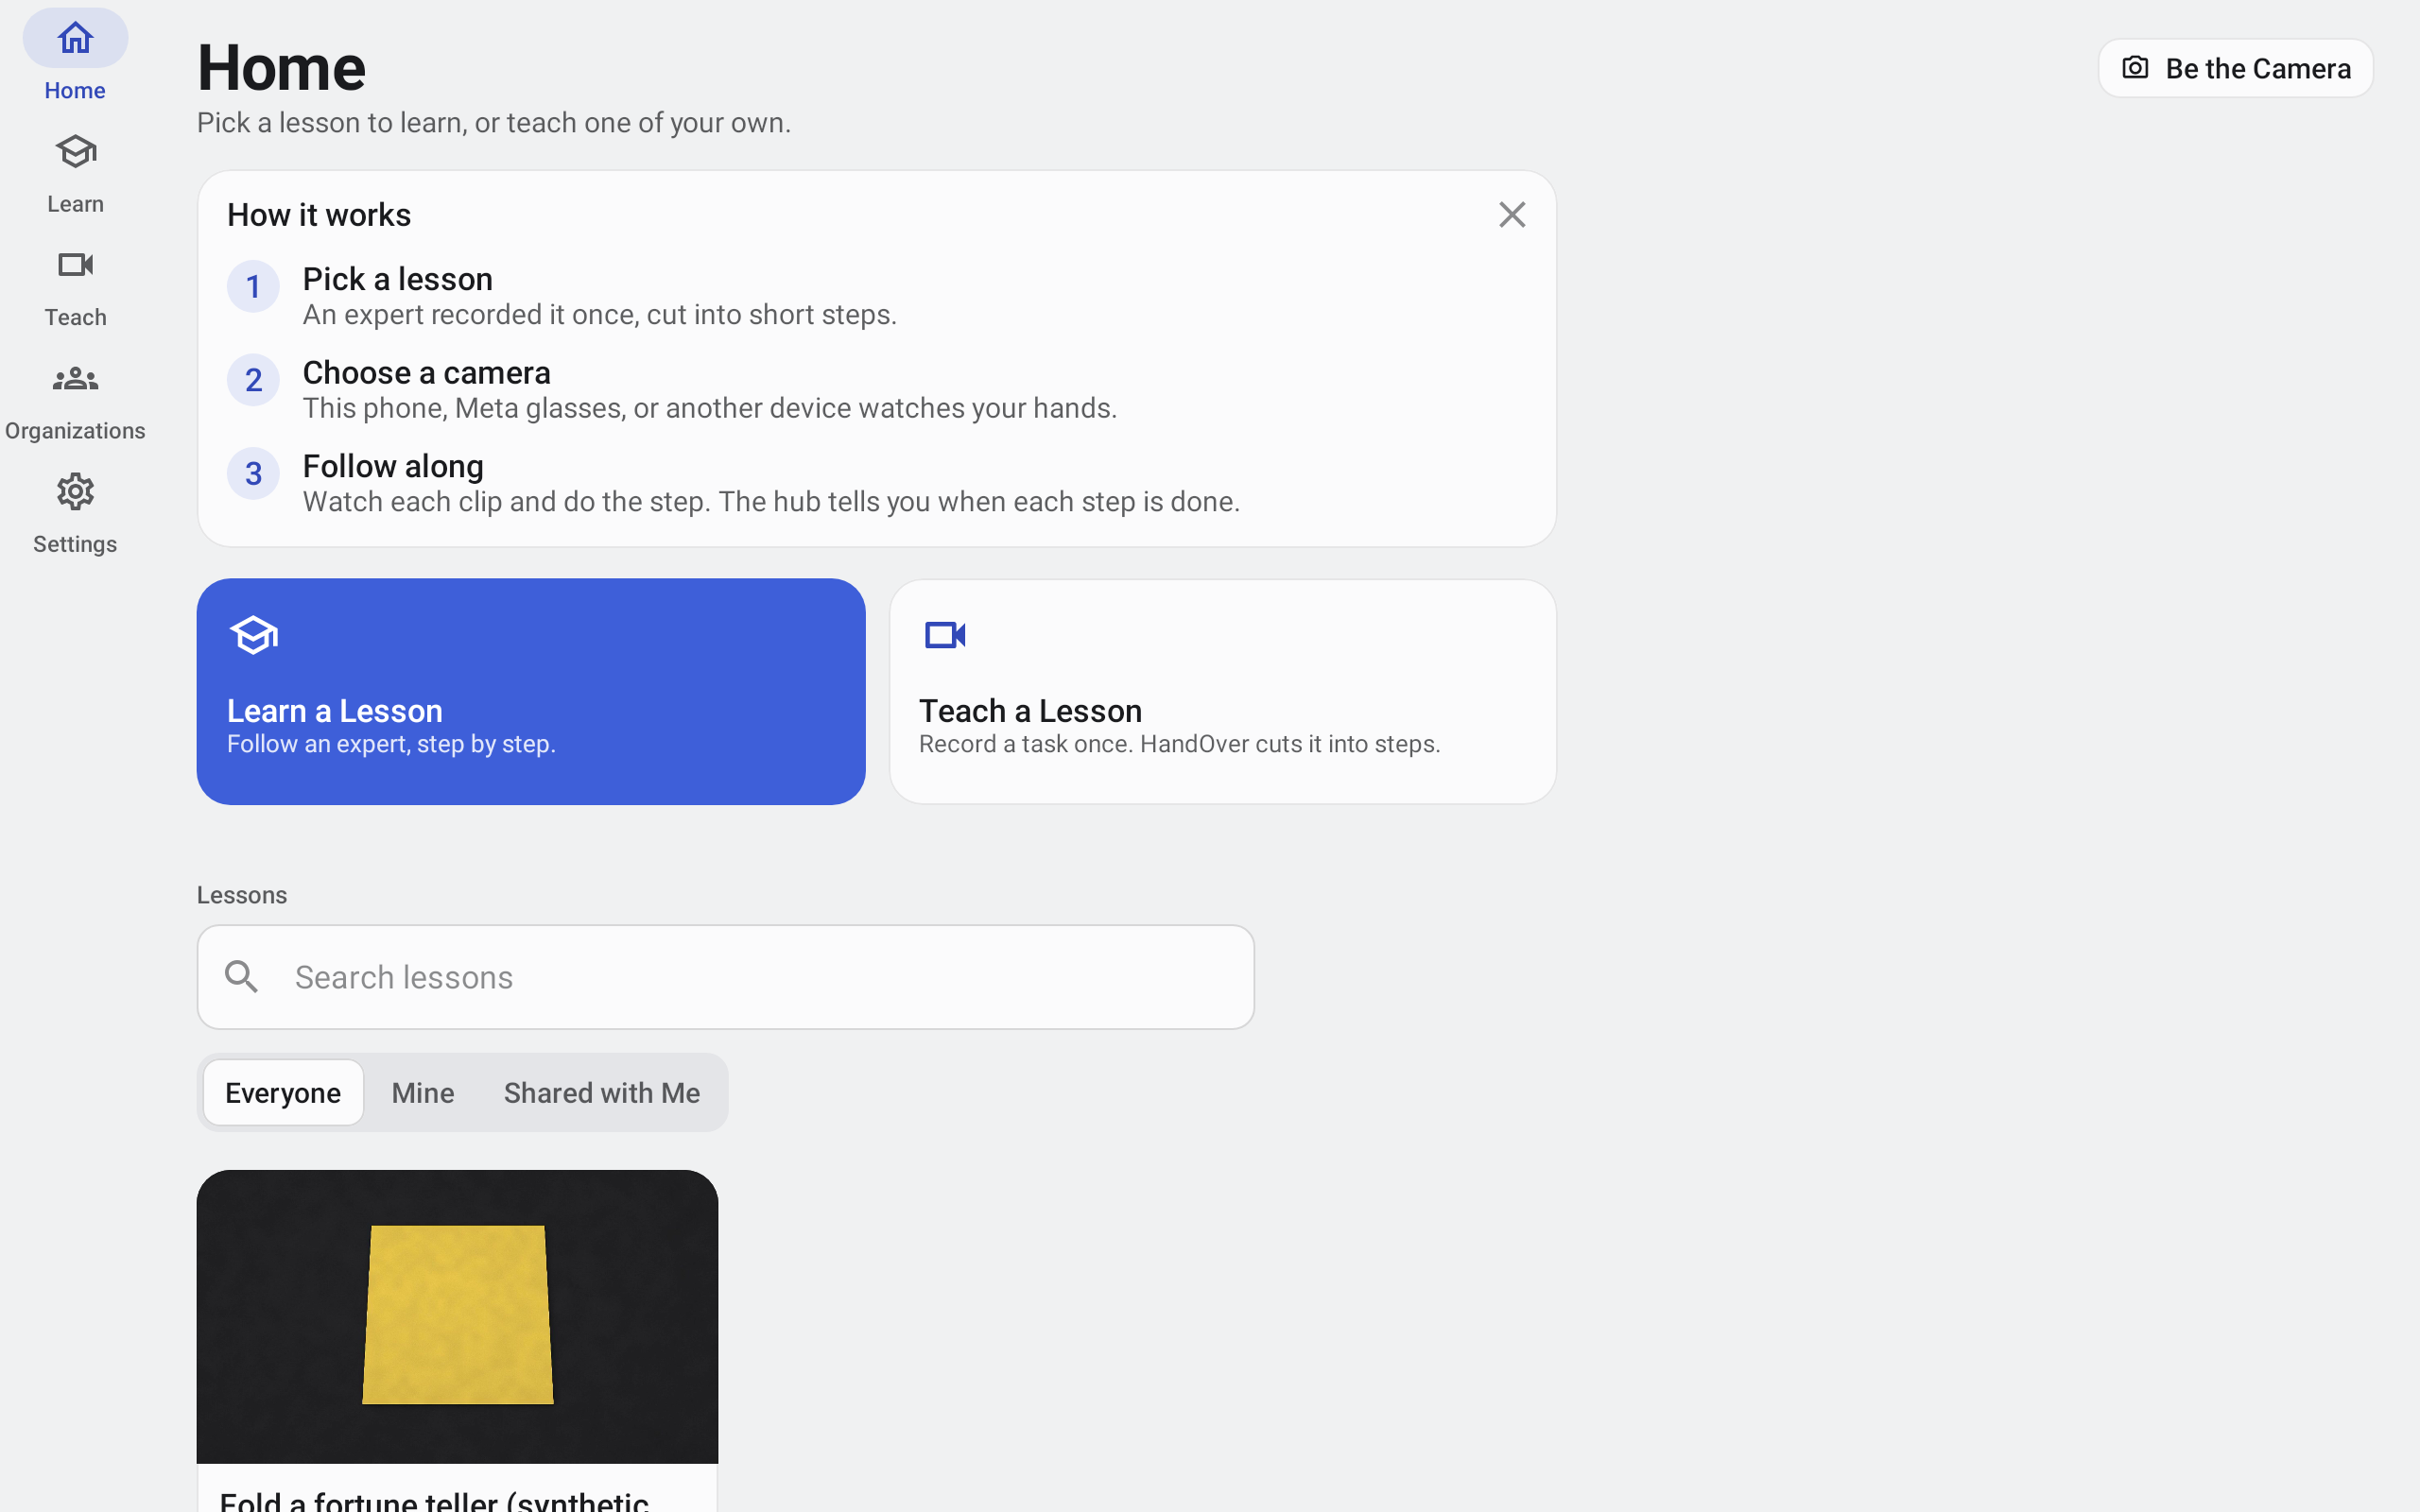 Home
Learn
Teach
Organizations
Settings
Home
Pick a lesson to learn, or teach one of your own.
Be the Camera
How it works
1
Pick a lesson
An expert recorded it once, cut into short steps.
2
Choose a camera
This phone, Meta glasses, or another device watches your hands.
3
Follow along
Watch each clip and do the step. The hub tells you when each step is done.
Learn a Lesson
Follow an expert, step by step.
Teach a Lesson
Record a task once. HandOver cuts it into steps.
Lessons
Search lessons
Everyone
Mine
Shared with Me
Fold a fortune teller (synthetic